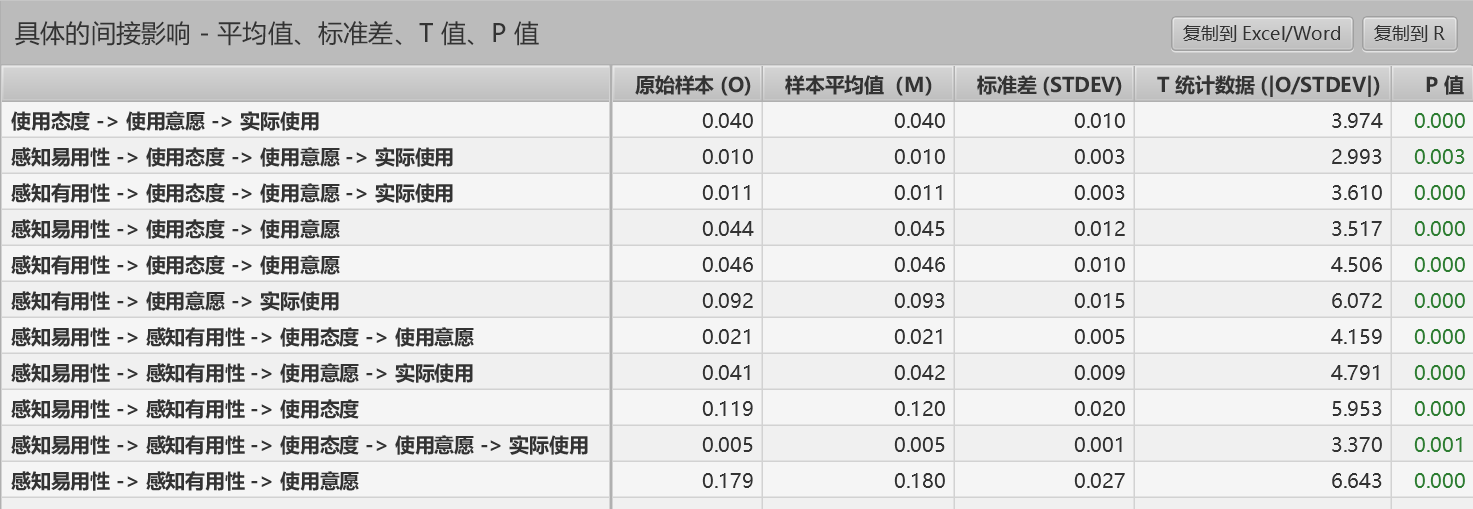 具体的间接影响 - 平均值、标准差、T 值、P 值 复制到 Excel/Word 复制到 R
原始样本 (O) 样本平均值（M） 标准差 (STDEV) T 统计数据 (|O/STDEV|) P 值
使用态度 -> 使用意愿 -> 实际使用 0.040 0.040 0.010 3.974 0.000
感知易用性 -> 使用态度 -> 使用意愿 -> 实际使用 0.010 0.010 0.003 2.993 0.003
感知有用性 -> 使用态度 -> 使用意愿 -> 实际使用 0.011 0.011 0.003 3.610 0.000
感知易用性 -> 使用态度 -> 使用意愿 0.044 0.045 0.012 3.517 0.000
感知有用性 -> 使用态度 -> 使用意愿 0.046 0.046 0.010 4.506 0.000
感知有用性 -> 使用意愿 -> 实际使用 0.092 0.093 0.015 6.072 0.000
感知易用性 -> 感知有用性 -> 使用态度 -> 使用意愿 0.021 0.021 0.005 4.159 0.000
感知易用性 -> 感知有用性 -> 使用意愿 -> 实际使用 0.041 0.042 0.009 4.791 0.000
感知易用性 -> 感知有用性 -> 使用态度 0.119 0.120 0.020 5.953 0.000
感知易用性 -> 感知有用性 -> 使用态度 -> 使用意愿 -> 实际使用 0.005 0.005 0.001 3.370 0.001
感知易用性 -> 感知有用性 -> 使用意愿 0.179 0.180 0.027 6.643 0.000